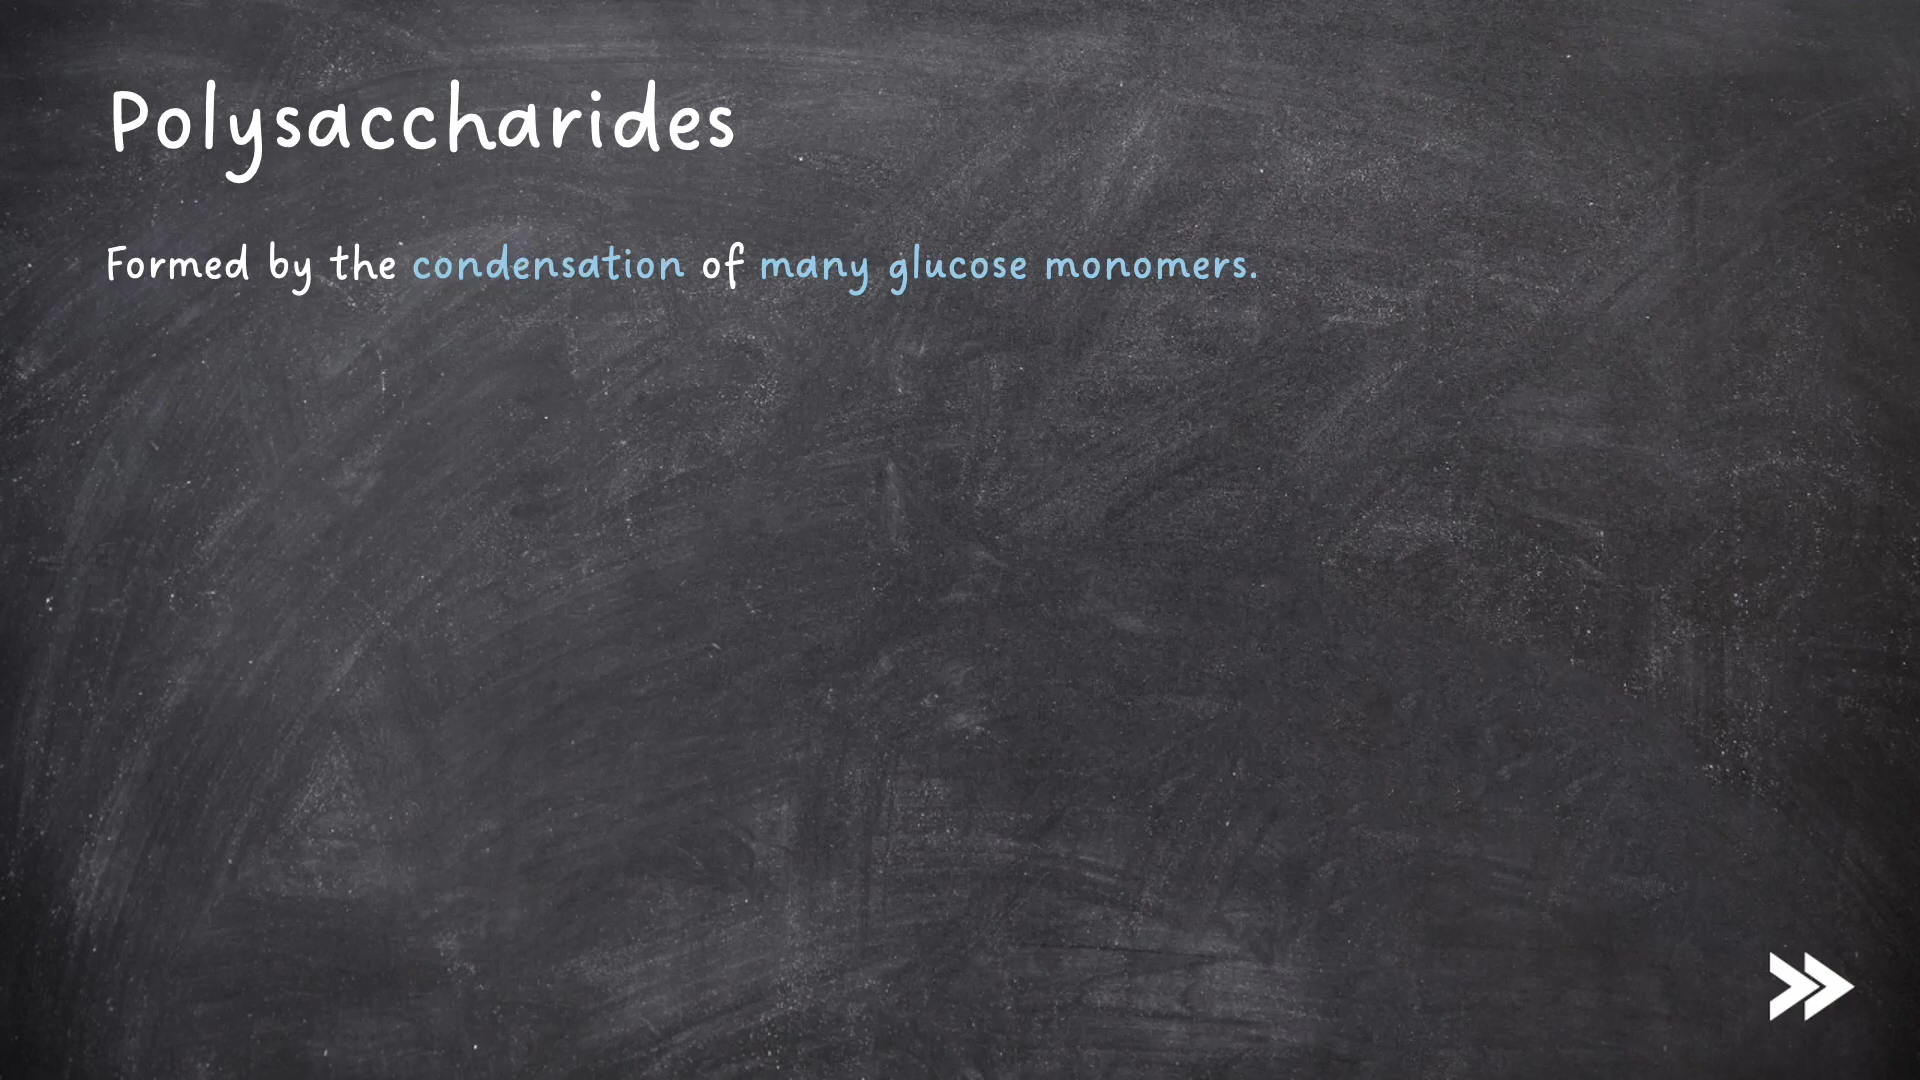 Polysaccharides
Formed by the condensation of many glucose monomers.